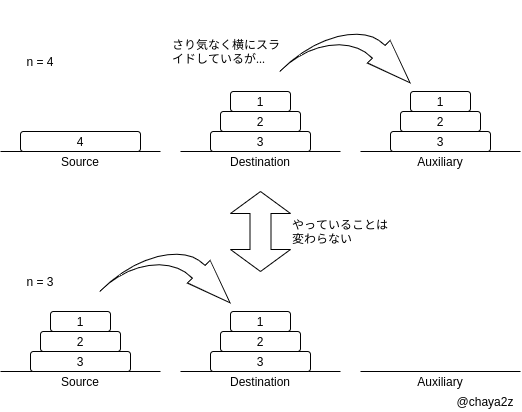 さり気なく横にスラ
イドしているが...
n = 4
1
1
2
2
4
3
3
Source
Destination
Auxiliary
やっていることは
変わらない
n = 3
1
1
2
2
3
3
Source
Destination
Auxiliary
@chaya2z